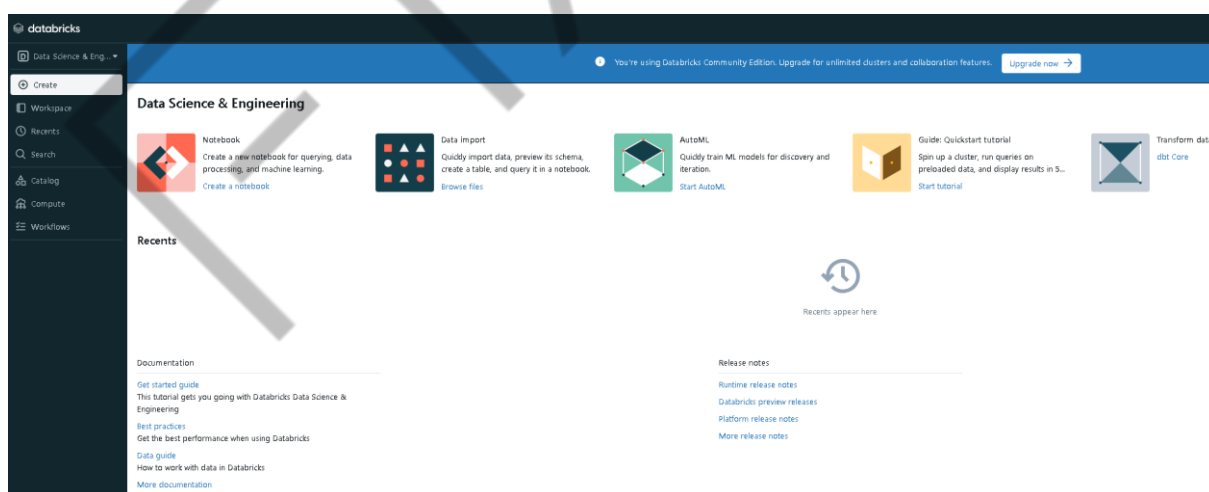 databricks
Data Science & Eng...
You're using Databricks Community Edition. Upgrade for unlimited clusters and collaboration features.
Upgrade now
Create
Workspace
Recents
Search
Catalog
Compute
Workflows
Data Science & Engineering
Notebook
Create a new notebook for querying, data
processing, and machine learning.
Create a notebook
Data import
Quickly import data, preview its schema,
create a table, and query it in a notebook.
Browse files
AutoML
Quickly train ML models for discovery and
iteration.
Start AutoML
Guide: Quickstart tutorial
Spin up a cluster, run queries on
preloaded data, and display results in 5...
Start tutorial
Transform dat
dbt Core
Recents
Recents appear here
Documentation
Get started guide
This tutorial gets you going with Databricks Data Science &
Engineering
Best practices
Get the best performance when using Databricks
Data guide
How to work with data in Databricks
More documentation
Release notes
Runtime release notes
Databricks preview releases
Platform release notes
More release notes